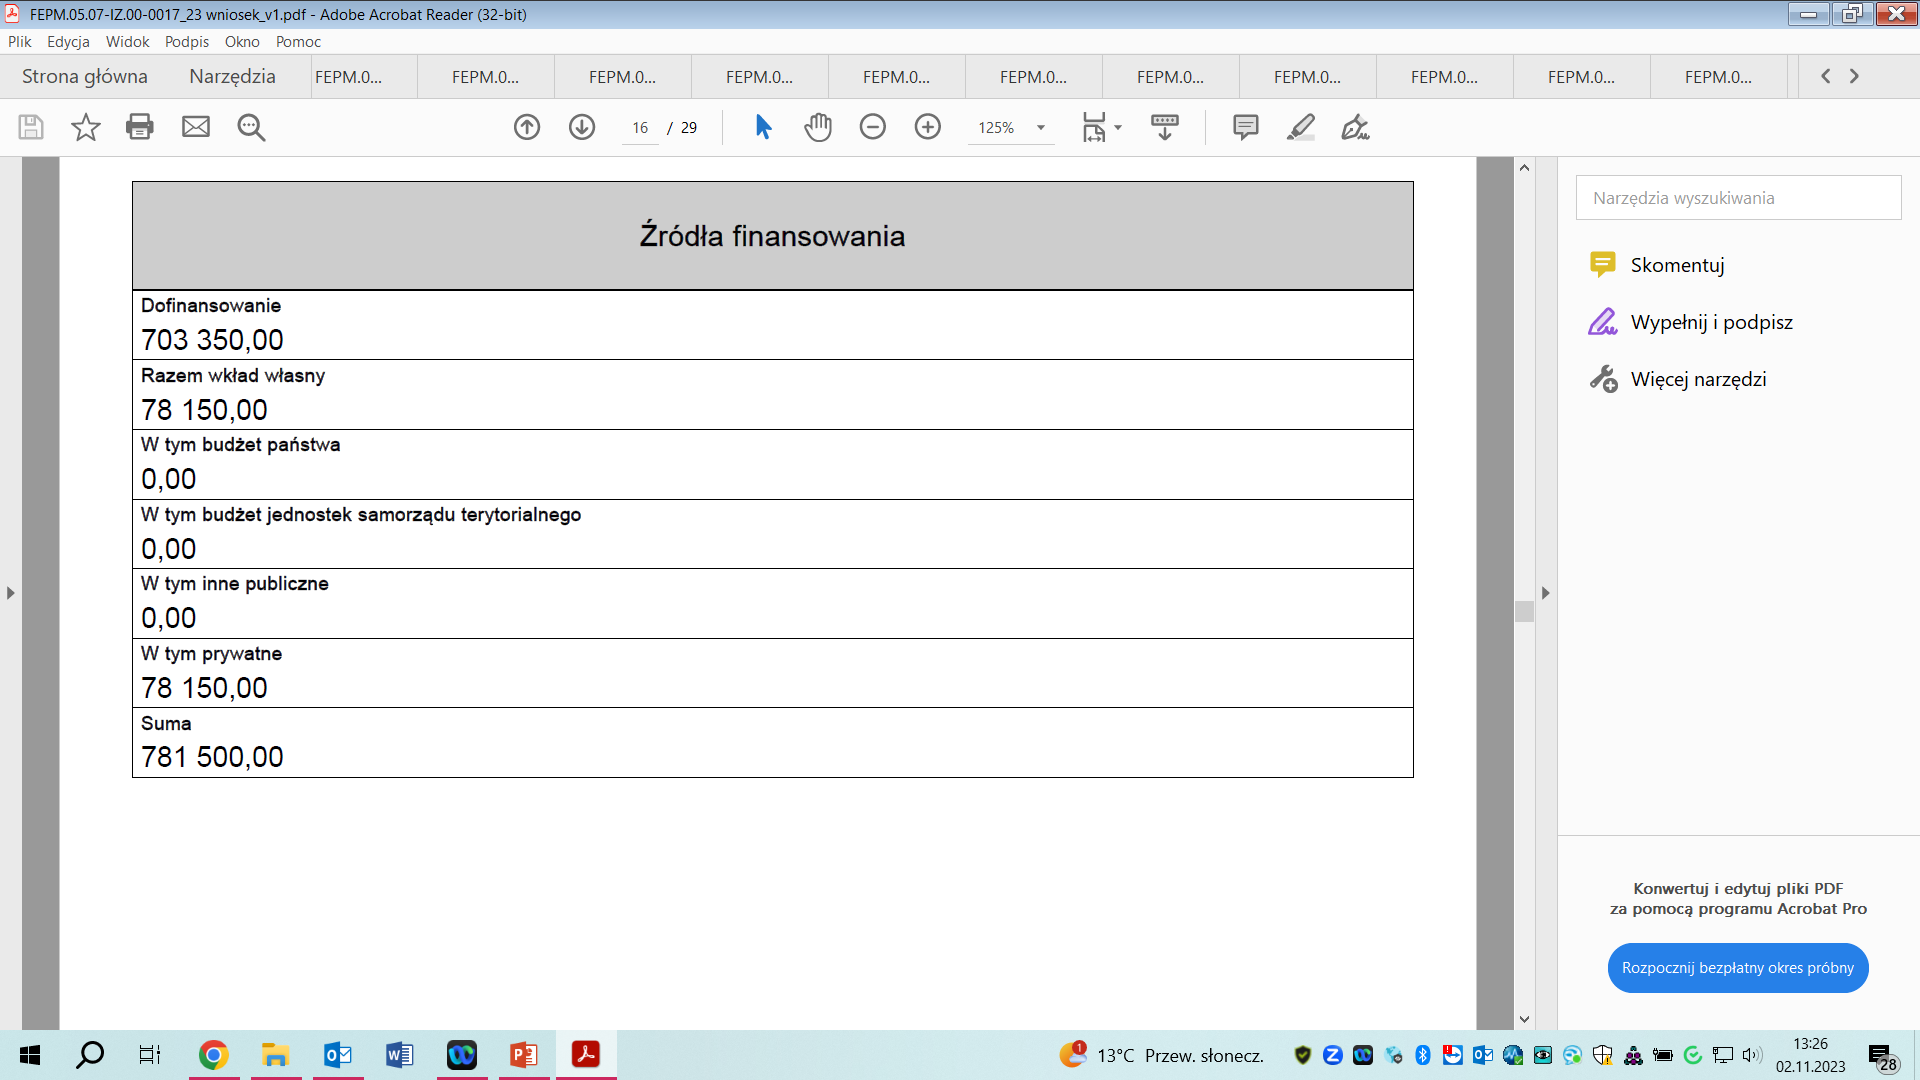 FEPM.05.07-IZ.00-0017_23 wniosek_v1.pdf - Adobe Acrobat Reader (32-bit)
Plik Edycja Widok Podpis Okno Pomoc
Strona główna Narzędzia FEPM.0... FEPM.0... FEPM.0... FEPM.0... FEPM.0... FEPM.0... FEPM.0... FEPM.0... FEPM.0... FEPM.0... FEPM.0...
16 / 29 125%
Źródła finansowania
Dofinansowanie
703 350,00
Razem wkład własny
78 150,00
W tym budżet państwa
0,00
W tym budżet jednostek samorządu terytorialnego
0,00
W tym inne publiczne
0,00
W tym prywatne
78 150,00
Suma
781 500,00
Narzędzia wyszukiwania
Skomentuj
Wypełnij i podpisz
Więcej narzędzi
Konwertuj i edytuj pliki PDF
za pomocą programu Acrobat Pro
Rozpocznij bezpłatny okres próbny
1 13°C Przew. słonecz.
13:26
02.11.2023
28